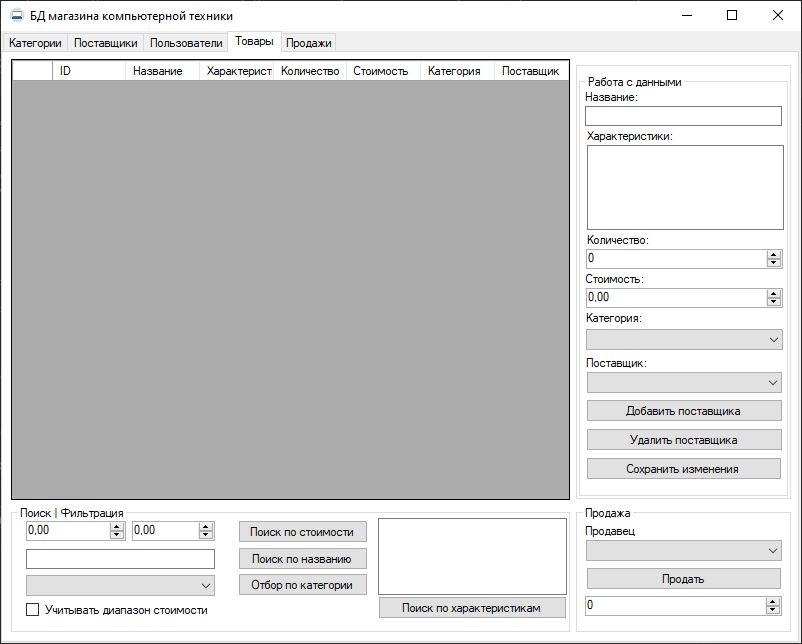 БД магазина компьютерной техники
Категории Поставщики Пользователи Товары Продажи
ID Название Характерист Количество Стоимость Категория Поставщик
Работа с данными
Название:
Характеристики:
Количество:
0
Стоимость:
0,00
Категория:
Поставщик:
Добавить поставщика
Удалить поставщика
Сохранить изменения
Поиск | Фильтрация
0,00 0,00 Поиск по стоимости
Поиск по названию
Отбор по категории
Учитывать диапазон стоимости
Поиск по характеристикам
Продажа
Продавец
Продать
0